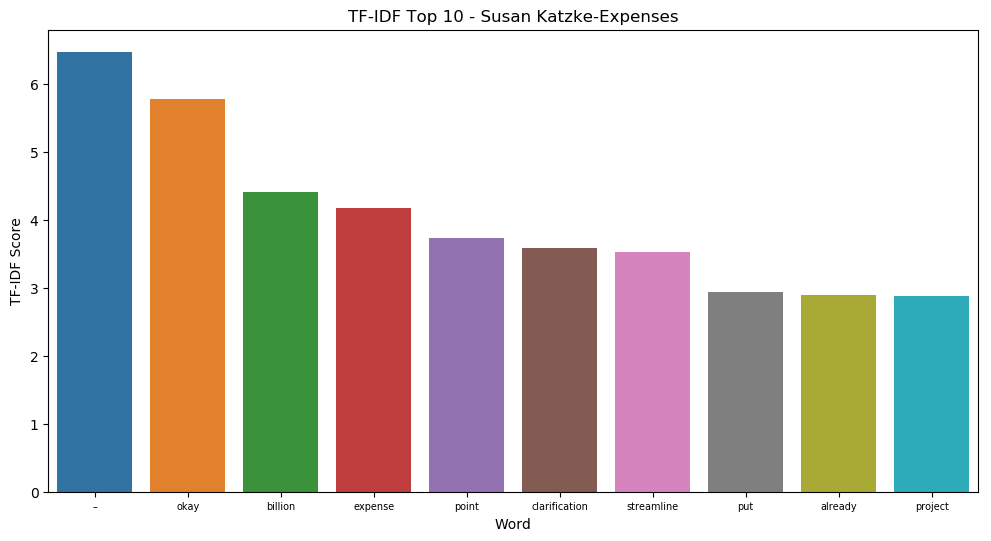 TF-IDF Top 10 - Susan Katzke-Expenses
TF-IDF Score
6
5
4
3
2
1
0
– okay billion expense point clarification streamline put already project
Word